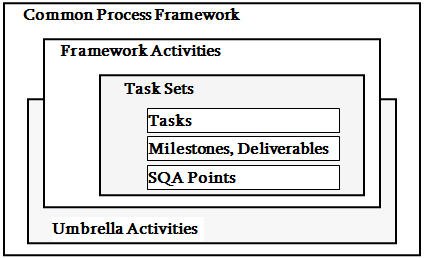 Common Process Framework
Framework Activities
Task Sets
Tasks
Milestones, Deliverables
SQA Points
Umbrella Activities